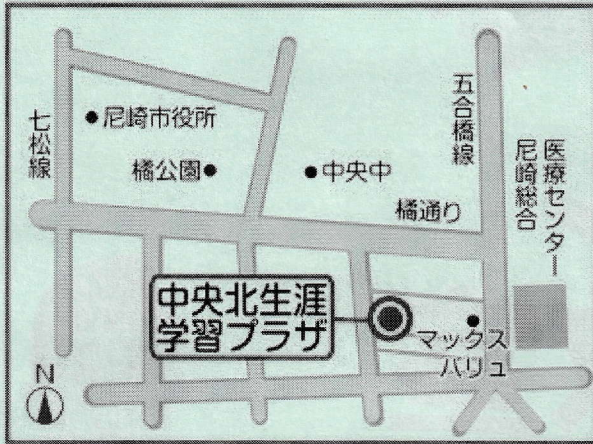 七松線
尼崎市役所
橘公園
中央中
五合橋線
橘通り
尼崎総合
医療センター
中央北生涯
学習プラザ
マックス
バリュ
N